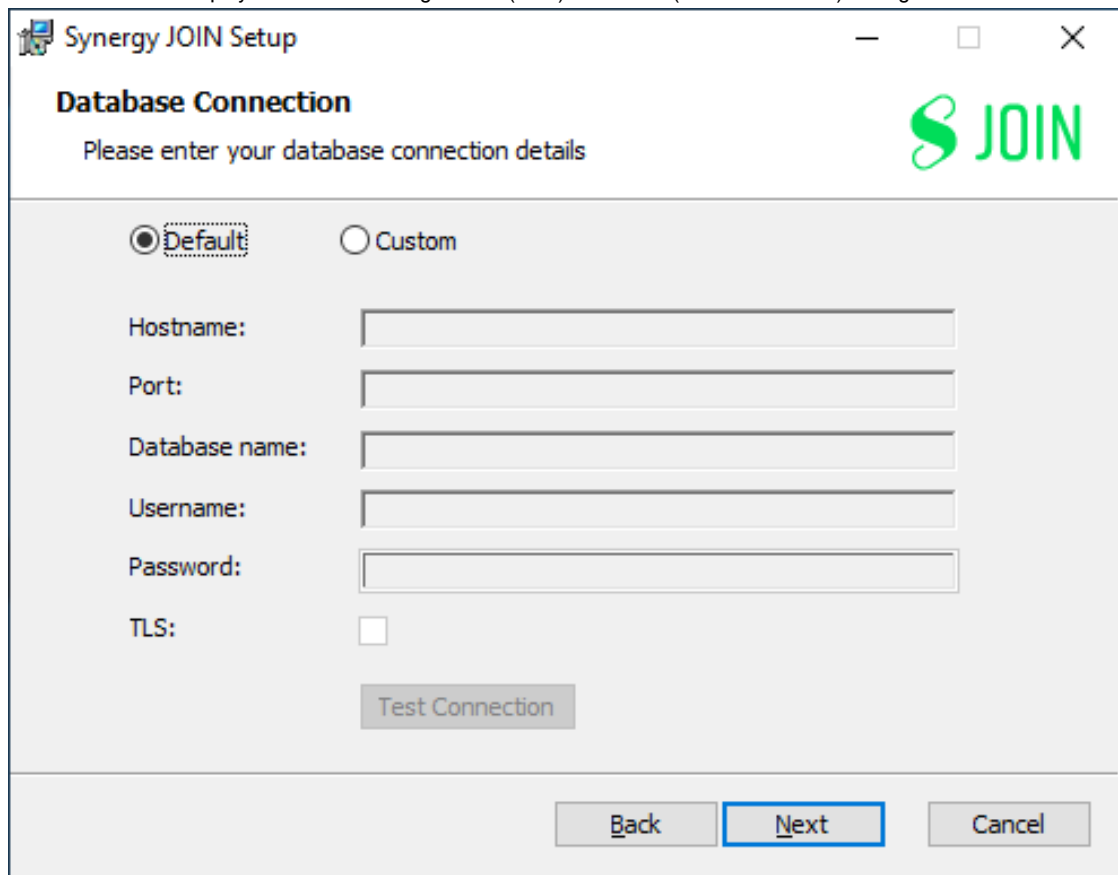 Synergy JOIN Setup
Database Connection
Please enter your database connection details
JOIN
Default Custom
Hostname:
Port:
Database name:
Username:
Password:
TLS:
Test Connection
Back Next Cancel